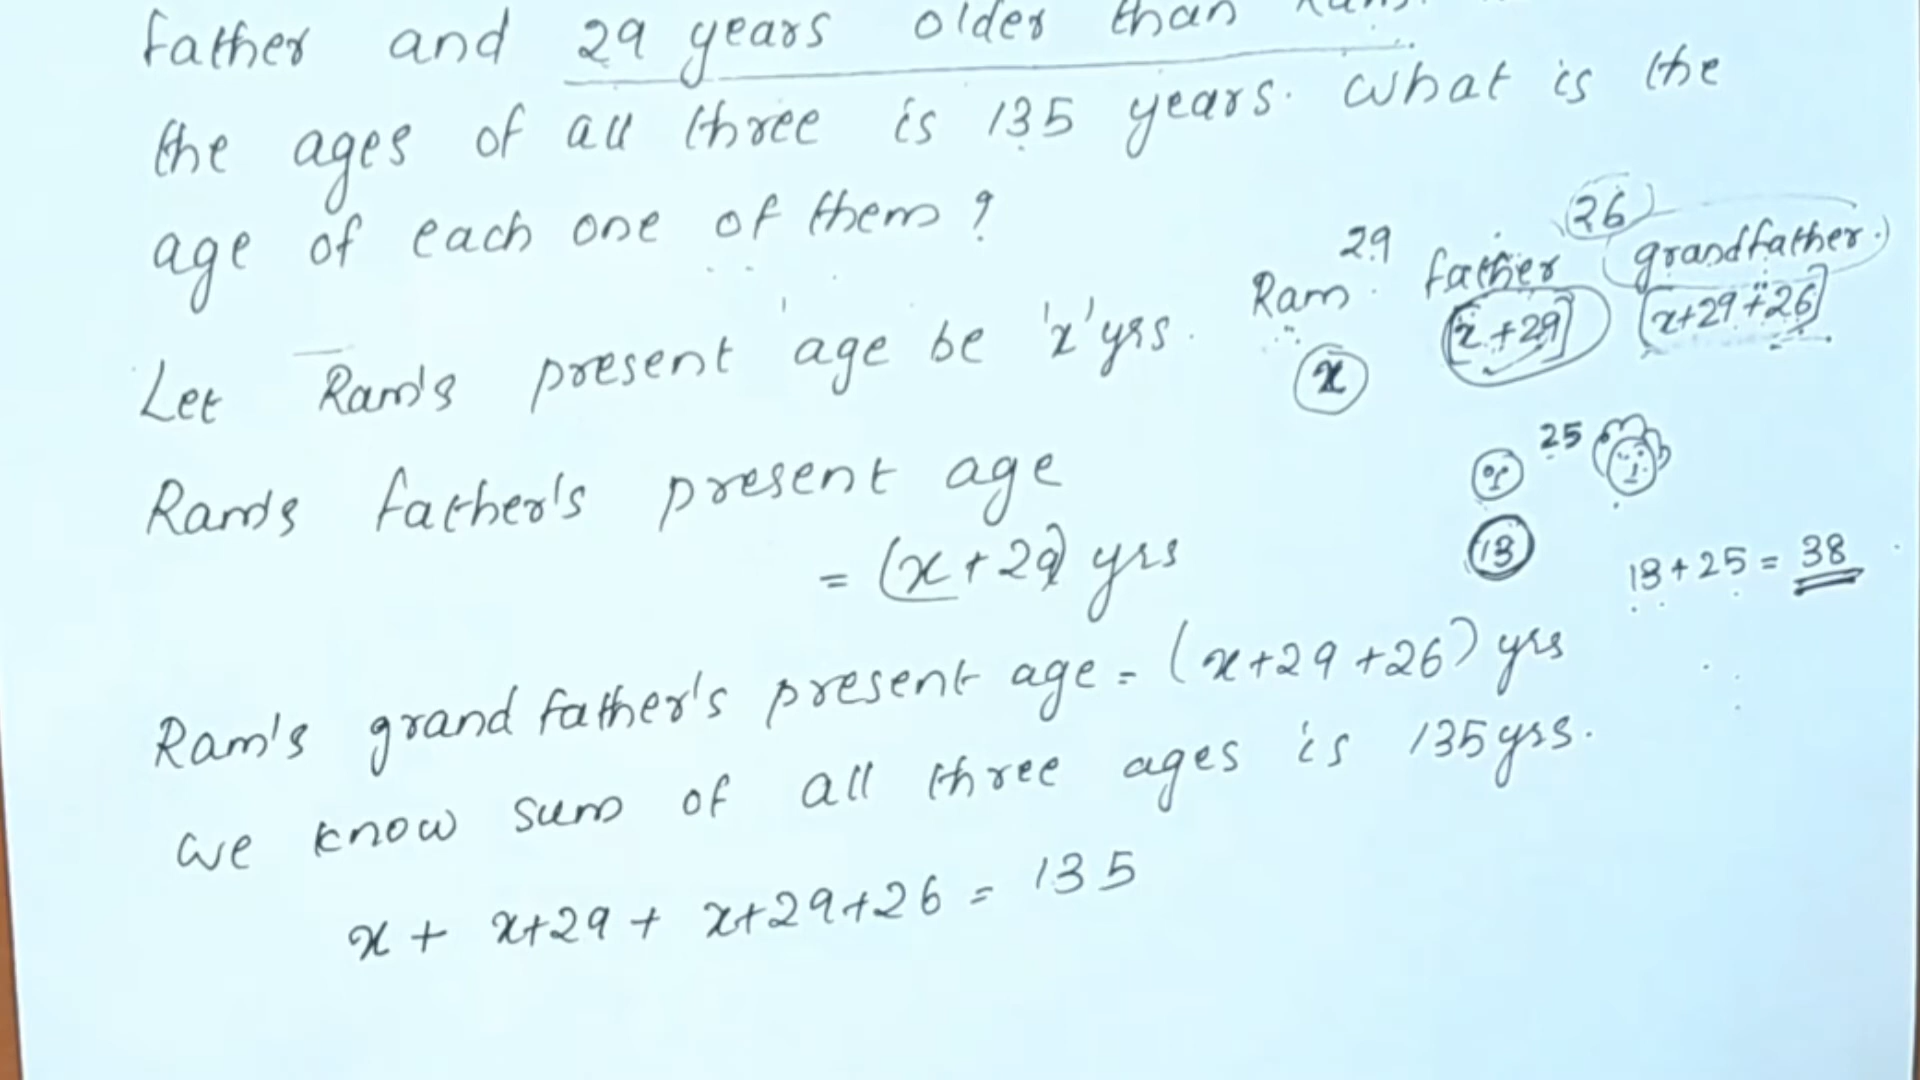 father and 29 years older than
the ages of all three is 135 years. what is the
age of each one of them?
29 26
Ram father grandfather
x x+29 x+29+26
Let Ram's present age be 'x' yrs.
25
13
13+25 = 38
Ram's father's present age
= (x+29) yrs
Ram's grand father's present age = (x+29+26) yrs
we know sum of all three ages is 135 yrs.
x + x+29 + x+29+26 = 135